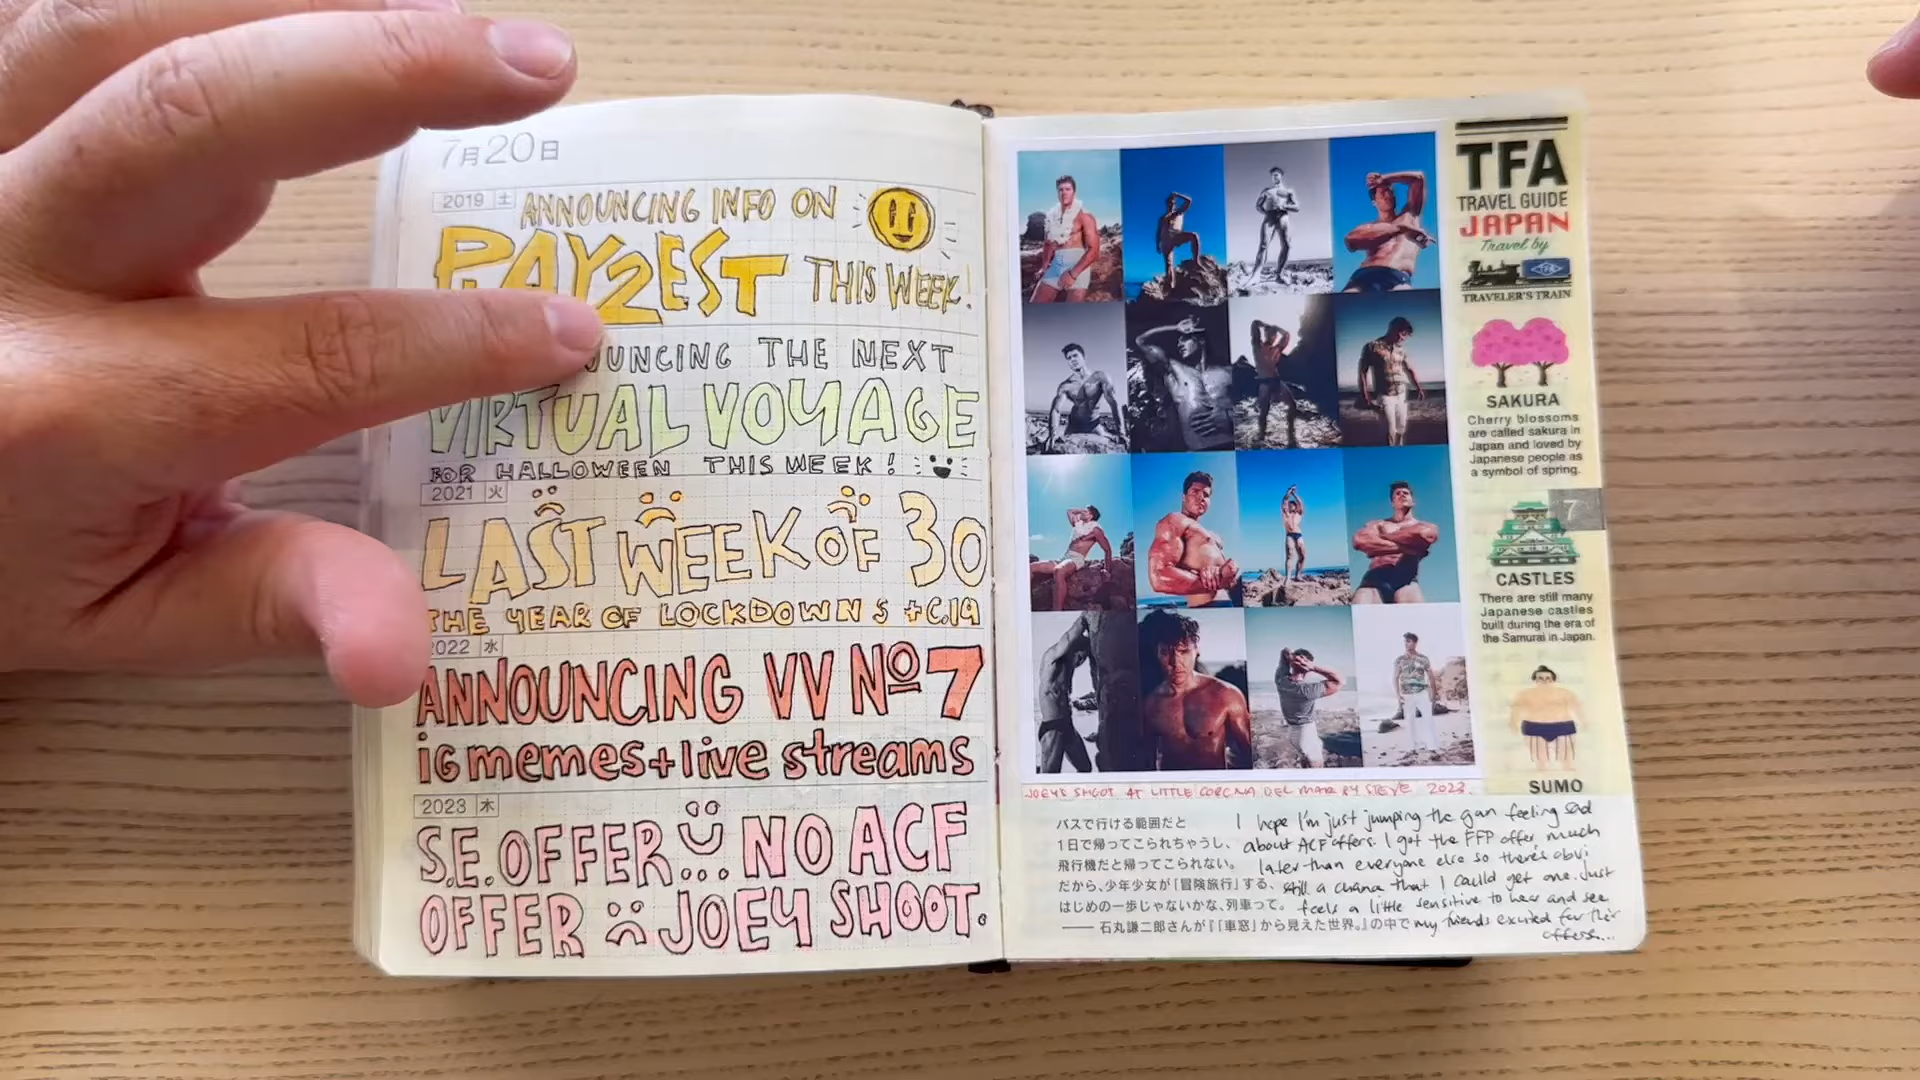 7月20日
2019 土 ANNOUNCING INFO ON
PAY2EST THIS WEEK!
THE NEXT
VIRTUAL VOYAGE
FOR HALLOWEEN THIS WEEK!
2021 火
LAST WEEK OF 30
THE YEAR OF LOCKDOWNS + C.19
2022 水
ANNOUNCING VV Nº 7
iG memes + live streams
2023 木
S.E. OFFER... NO ACF
OFFER JOEY SHOOT.
TFA
TRAVEL GUIDE
JAPAN
Travel by
TRAVELER'S TRAIN
SAKURA
Cherry blossoms
are called sakura in
Japan and loved by
Japanese people as
a symbol of spring.
7
CASTLES
There are still many
Japanese castles
built during the era of
the Samurai in Japan.
SUMO
JOEY'S SHOOT AT LITTLE CORONA DEL MAR BY STEVE 2023.
バスで行ける範囲だと
1日で帰ってこられちゃうし、
飛行機だと帰ってこられない。
だから、少年少女が「冒険旅行」する、
はじめの一歩じゃないかな、列車って。
—— 石丸謙二郎さんが『「車窓」から見えた世界。』の中で
I hope I'm just jumping the gun feeling sad
about ACF offers. I got the FFP offer much
later than everyone else so there's obvi
still a chance that I could get one. Just
feels a little sensitive to hear and see
my friends excited for their
offers...